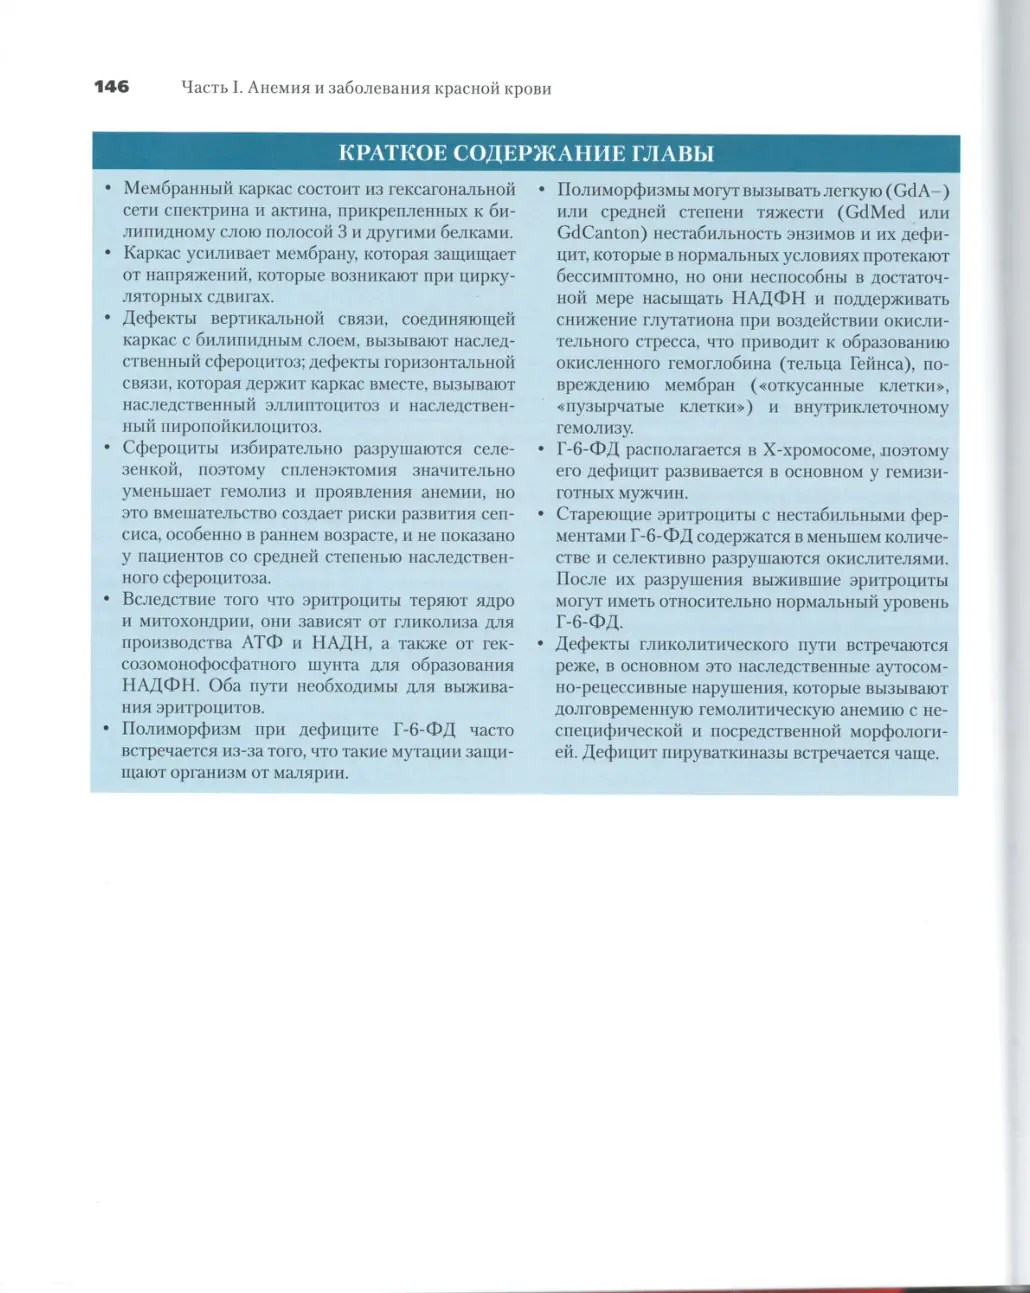 146 Часть I. Анемия и заболевания красной крови
КРАТКОЕ СОДЕРЖАНИЕ ГЛАВЫ
• Мембранный каркас состоит из гексагональной
сети спектрина и актина, прикрепленных к би-
липидному слою полосой 3 и другими белками.
• Каркас усиливает мембрану, которая защищает
от напряжений, которые возникают при цирку-
ляторных сдвигах.
• Дефекты вертикальной связи, соединяющей
каркас с билипидным слоем, вызывают наслед-
ственный сфероцитоз; дефекты горизонтальной
связи, которая держит каркас вместе, вызывают
наследственный эллиптоцитоз и наследствен-
ный пиропойкилоцитоз.
• Сфероциты избирательно разрушаются селе-
зенкой, поэтому спленэктомия значительно
уменьшает гемолиз и проявления анемии, но
это вмешательство создает риски развития сеп-
сиса, особенно в раннем возрасте, и не показано
у пациентов со средней степенью наследствен-
ного сфероцитоза.
• Вследствие того что эритроциты теряют ядро
и митохондрии, они зависят от гликолиза для
производства АТФ и НАДН, а также от гек-
созомонофосфатного шунта для образования
НАДФН. Оба пути необходимы для выжива-
ния эритроцитов.
• Полиморфизм при дефиците Г-6-ФД часто
встречается из-за того, что такие мутации защи-
щают организм от малярии.
• Полиморфизмы могут вызывать легкую (GdA–)
или средней степени тяжести (GdMed или
GdCanton) нестабильность энзимов и их дефи-
цит, которые в нормальных условиях протекают
бессимптомно, но они неспособны в достаточ-
ной мере насыщать НАДФН и поддерживать
снижение глутатиона при воздействии окисли-
тельного стресса, что приводит к образованию
окисленного гемоглобина (тельца Гейнса), по-
вреждению мембран («откусанные клетки»,
«пузырчатые клетки») и внутриклеточному
гемолизу.
• Г-6-ФД располагается в X-хромосоме, поэтому
его дефицит развивается в основном у гемизи-
готных мужчин.
• Стареющие эритроциты с нестабильными фер-
ментами Г-6-ФД содержатся в меньшем количе-
стве и селективно разрушаются окислителями.
После их разрушения выжившие эритроциты
могут иметь относительно нормальный уровень
Г-6-ФД.
• Дефекты гликолитического пути встречаются
реже, в основном это наследственные аутосом-
но-рецессивные нарушения, которые вызывают
долговременную гемолитическую анемию с не-
специфической и посредственной морфологи-
ей. Дефицит пируваткиназы встречается чаще.